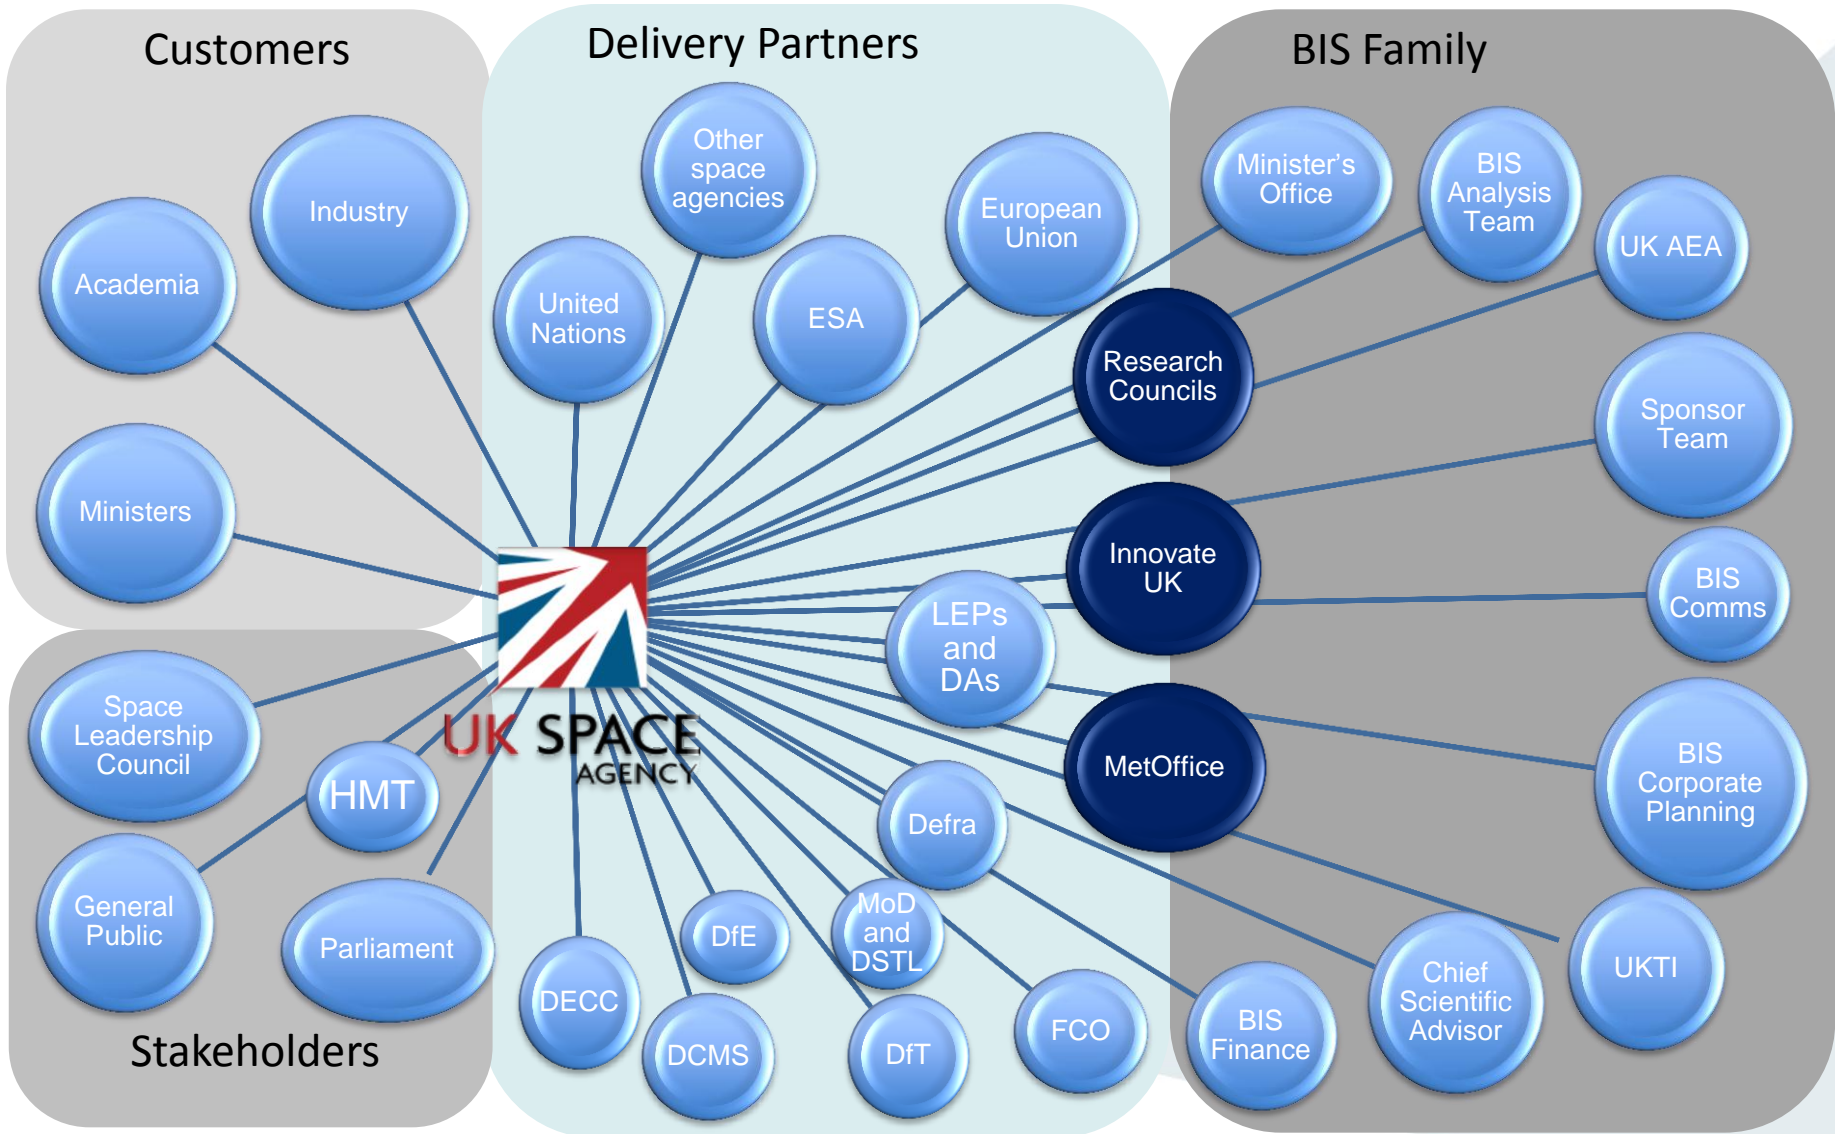 Customers
Delivery Partners
BIS Family
Industry
Academia
Ministers
Other
space
agencies
European
Union
United
Nations
ESA
Minister’s
Office
BIS
Analysis
Team
UK AEA
Research
Councils
Sponsor
Team
Innovate
UK
BIS
Comms
LEPs
and
DAs
MetOffice
BIS
Corporate
Planning
UK SPACE
AGENCY
Space
Leadership
Council
HMT
General
Public
Parliament
Stakeholders
Defra
DfE
MoD
and
DSTL
DECC
DCMS
DfT
FCO
BIS
Finance
Chief
Scientific
Advisor
UKTI